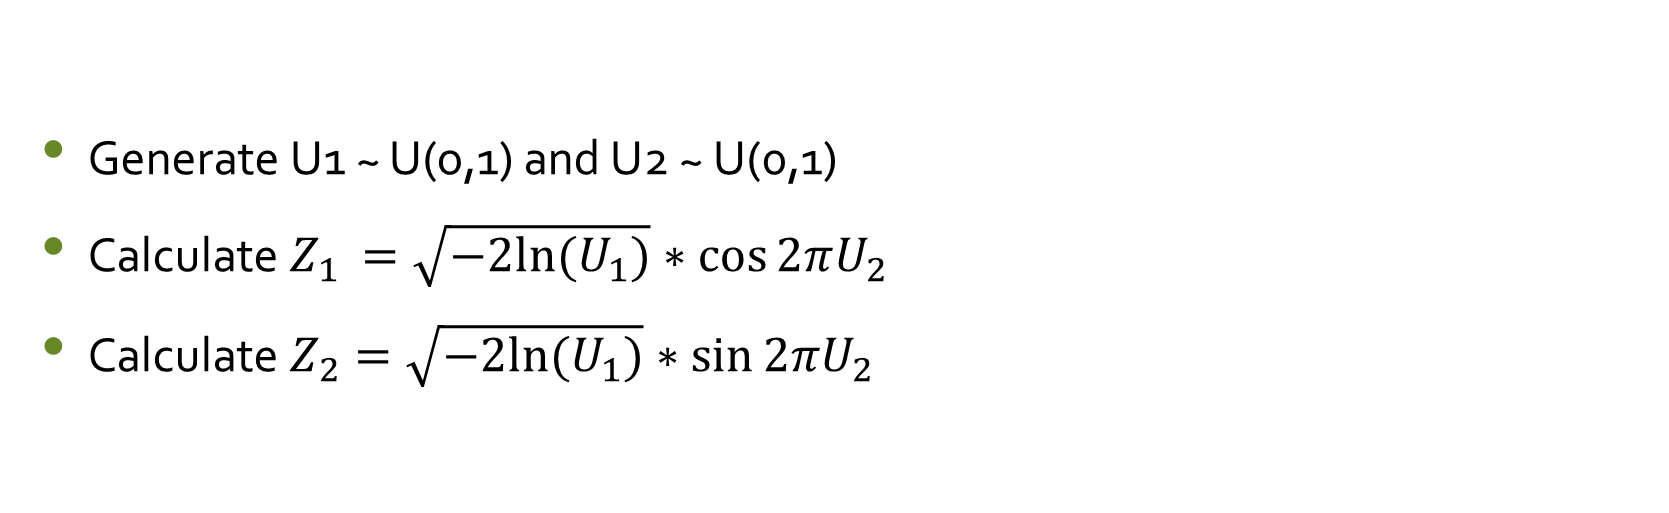 • Generate U1 ~ U(0,1) and U2 ~ U(0,1)
• Calculate Z₁ = √(−2ln(U₁)) ∗ cos 2πU₂
• Calculate Z₂ = √(−2ln(U₁)) ∗ sin 2πU₂